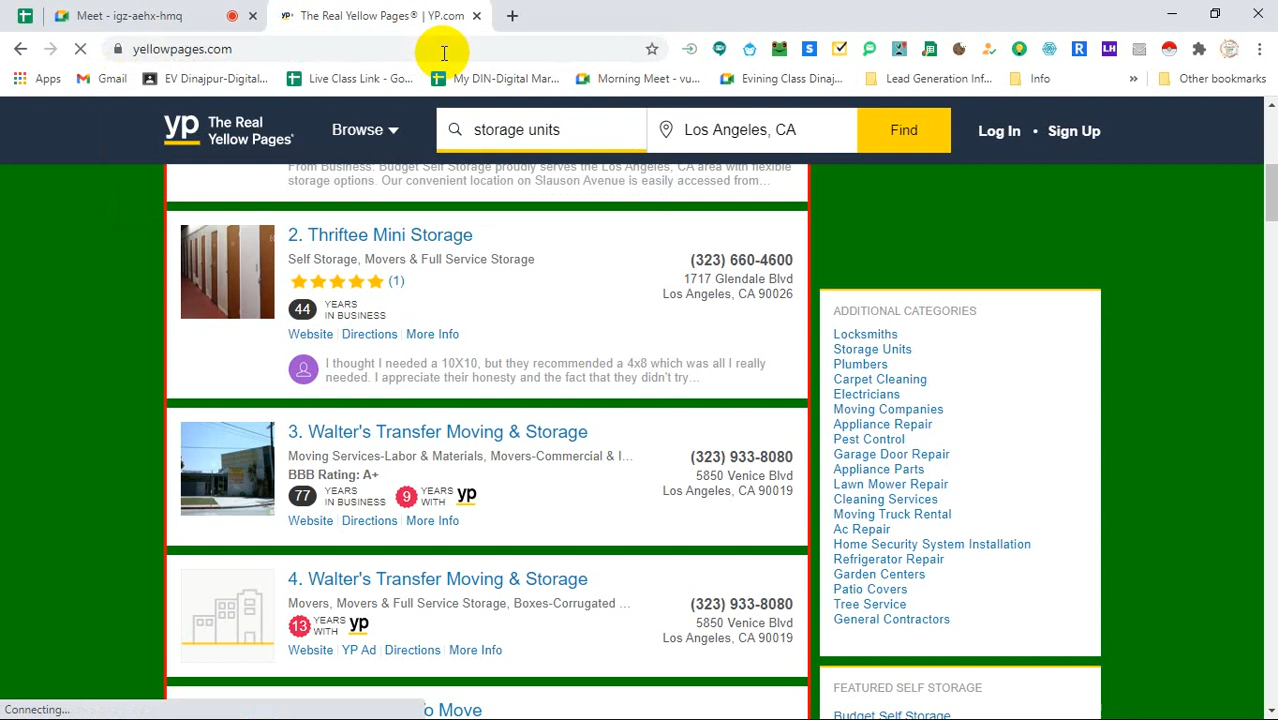 Meet - igz-aehx-hmq
The Real Yellow Pages® | YP.com
yellowpages.com
Apps
Gmail
EV Dinajpur-Digital...
Live Class Link - Go...
My DIN-Digital Mar...
Morning Meet - vu...
Evining Class Dinaj...
Lead Generation Inf...
Info
»
Other bookmarks
yp The Real Yellow Pages®
Browse
storage units
Los Angeles, CA
Find
Log In • Sign Up
From Business: Budget Self Storage proudly serves the Los Angeles, CA area with flexible
storage options. Our convenient location on Slauson Avenue is easily accessed from...
2. Thriftee Mini Storage
Self Storage, Movers & Full Service Storage
(1)
44 YEARS IN BUSINESS
Website Directions More Info
(323) 660-4600
1717 Glendale Blvd
Los Angeles, CA 90026
I thought I needed a 10X10, but they recommended a 4x8 which was all I really
needed. I appreciate their honesty and the fact that they didn't try...
3. Walter's Transfer Moving & Storage
Moving Services-Labor & Materials, Movers-Commercial & I...
BBB Rating: A+
77 YEARS IN BUSINESS 9 YEARS WITH yp
Website Directions More Info
(323) 933-8080
5850 Venice Blvd
Los Angeles, CA 90019
4. Walter's Transfer Moving & Storage
Movers, Movers & Full Service Storage, Boxes-Corrugated ...
13 YEARS WITH yp
Website YP Ad Directions More Info
(323) 933-8080
5850 Venice Blvd
Los Angeles, CA 90019
o Move
ADDITIONAL CATEGORIES
Locksmiths
Storage Units
Plumbers
Carpet Cleaning
Electricians
Moving Companies
Appliance Repair
Pest Control
Garage Door Repair
Appliance Parts
Lawn Mower Repair
Cleaning Services
Moving Truck Rental
Ac Repair
Home Security System Installation
Refrigerator Repair
Garden Centers
Patio Covers
Tree Service
General Contractors
FEATURED SELF STORAGE
Budget Self Storage
Connecting...